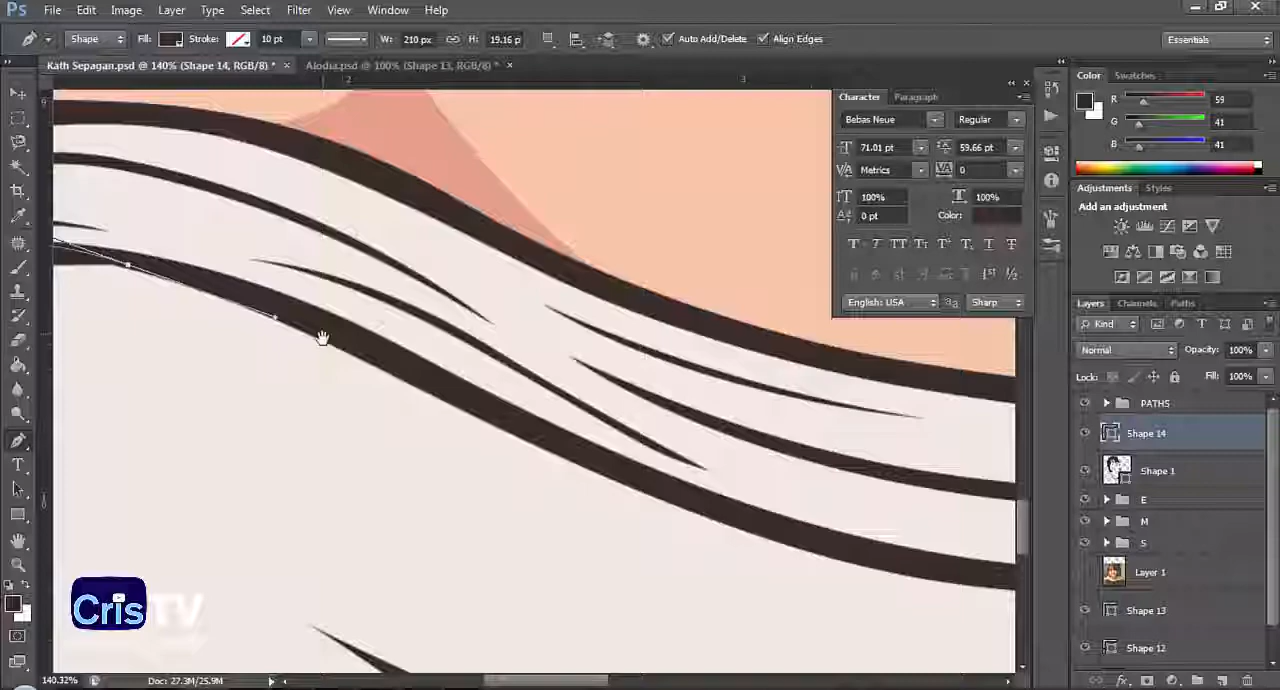 Ps File Edit Image Layer Type Select Filter View Window Help
Shape Fill: Stroke: 10 pt W: 210 px H: 19.16 p Auto Add/Delete Align Edges Essentials
Kath Sepagan.psd @ 140% (Shape 14, RGB/8) * × Alodia.psd @ 100% (Shape 13, RGB/8) * ×
2 3
Character Paragraph
Bebas Neue Regular
71.01 pt 59.66 pt
Metrics 0
100% 100%
0 pt Color:
English: USA aa Sharp
Color Swatches
R 59
G 41
B 41
Adjustments Styles
Add an adjustment
Layers Channels Paths
Kind
Normal Opacity: 100%
Lock: Fill: 100%
PATHS
Shape 14
Shape 1
E
M
S
Layer 1
Shape 13
Shape 12
CrisTV
140.32% Doc: 27.3M/25.9M